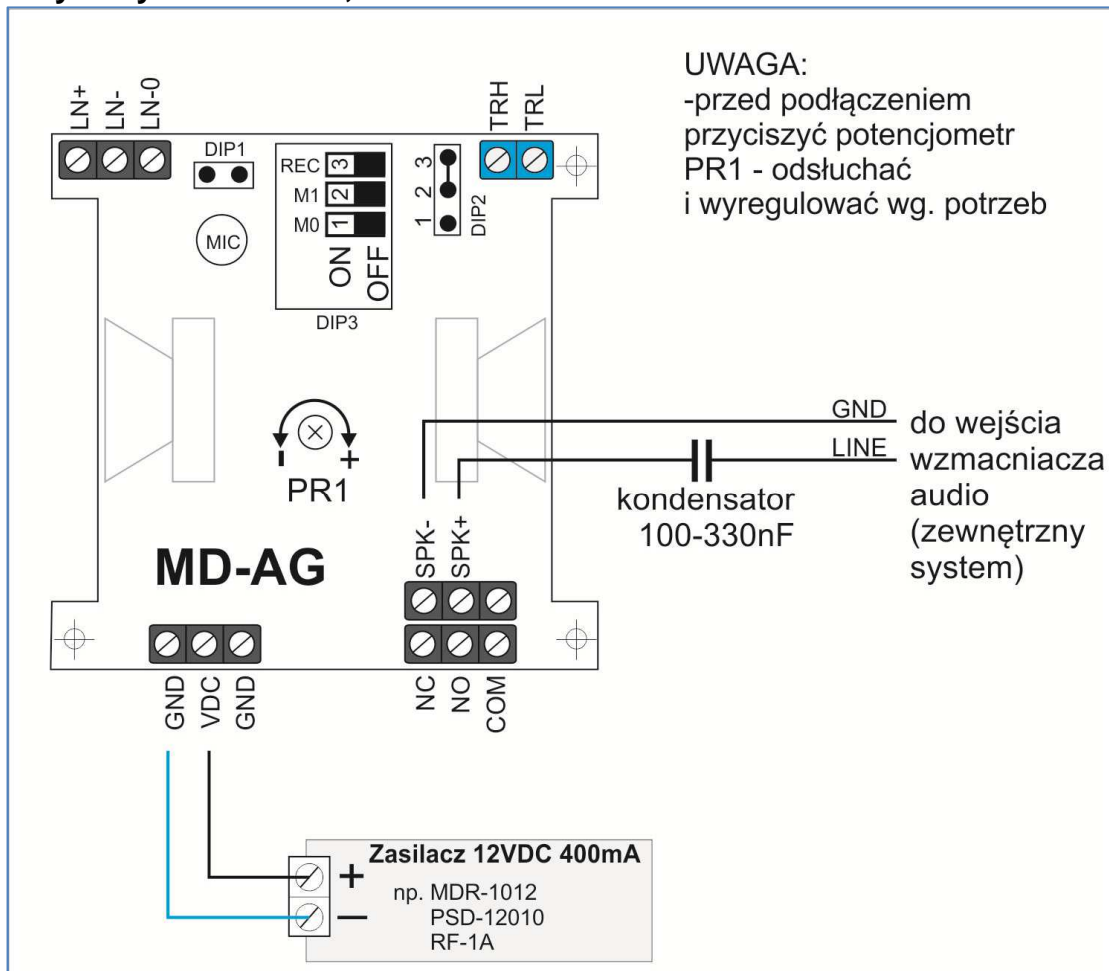 UWAGA:
-przed podłączeniem
przyciszyć potencjometr
PR1 - odsłuchać
i wyregulować wg. potrzeb
LN+
LN-
LN-0
TRH
TRL
DIP1
REC 3
M1 2
M0 1
ON
OFF
DIP3
3
2
1
DIP2
MIC
- +
PR1
GND
LINE
do wejścia
wzmacniacza
audio
(zewnętrzny
system)
kondensator
100-330nF
MD-AG
SPK-
SPK+
GND
VDC
GND
NC
NO
COM
Zasilacz 12VDC 400mA
+
np. MDR-1012
–
PSD-12010
RF-1A